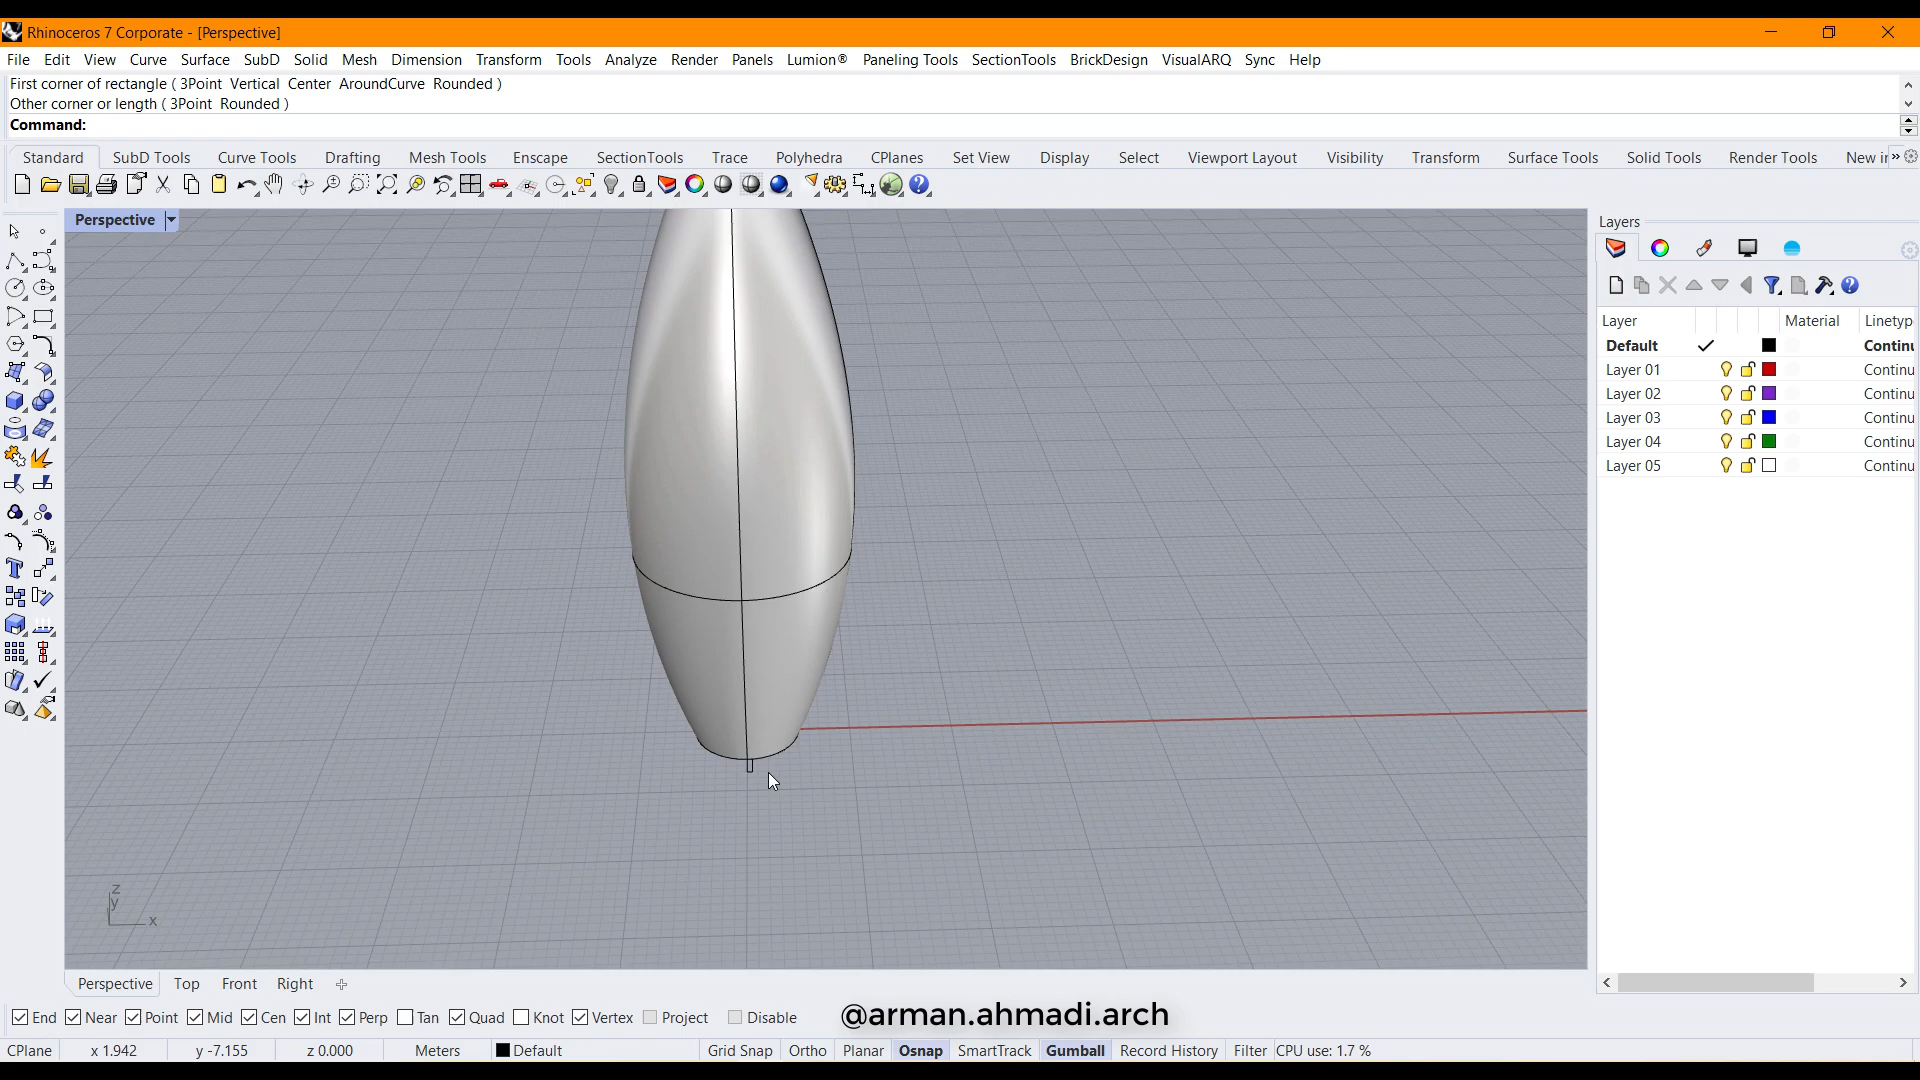 Rhinoceros 7 Corporate - [Perspective]
File Edit View Curve Surface SubD Solid Mesh Dimension Transform Tools Analyze Render Panels Lumion® Paneling Tools SectionTools BrickDesign VisualARQ Sync Help
First corner of rectangle ( 3Point Vertical Center AroundCurve Rounded )
Other corner or length ( 3Point Rounded )
Command:
Standard SubD Tools Curve Tools Drafting Mesh Tools Enscape SectionTools Trace Polyhedra CPlanes Set View Display Select Viewport Layout Visibility Transform Surface Tools Solid Tools Render Tools New in »
Perspective
Layers
Layer Material Linetyp
Default Continu
Layer 01 Continu
Layer 02 Continu
Layer 03 Continu
Layer 04 Continu
Layer 05 Continu
z
y
x
Perspective Top Front Right
End Near Point Mid Cen Int Perp Tan Quad Knot Vertex Project Disable
@arman.ahmadi.arch
CPlane x 1.942 y -7.155 z 0.000 Meters Default Grid Snap Ortho Planar Osnap SmartTrack Gumball Record History Filter CPU use: 1.7 %